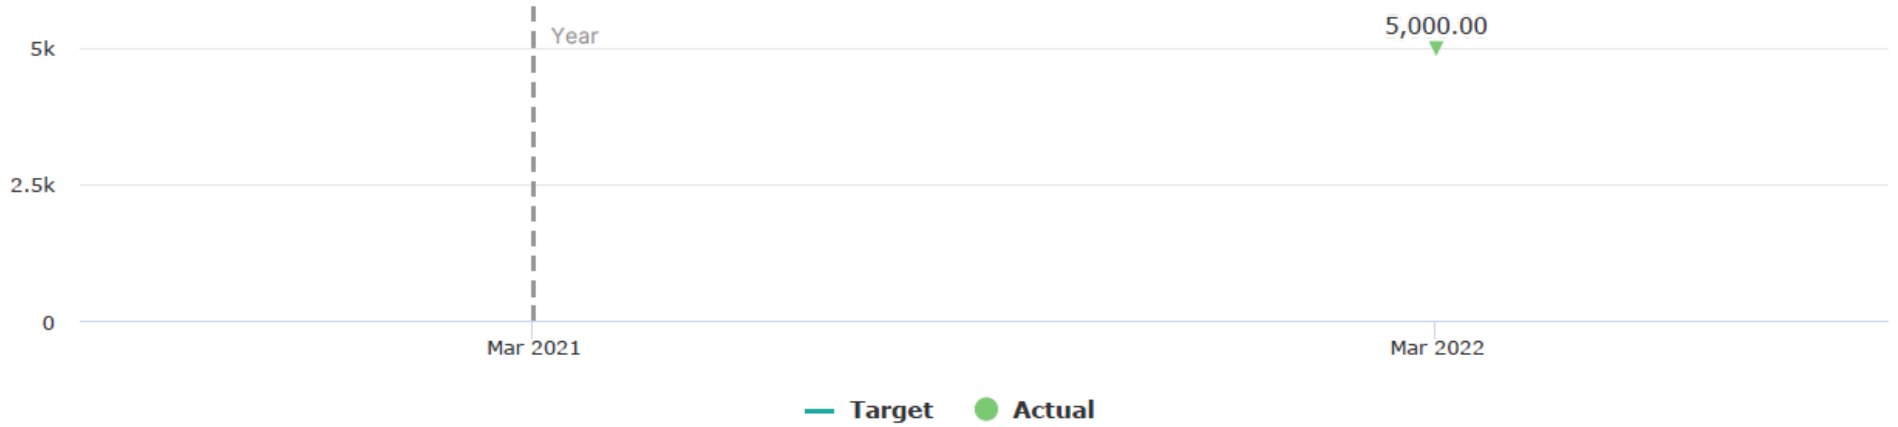 5,000.00
Year
5k
2.5k
0
Mar 2021 Mar 2022
Target Actual